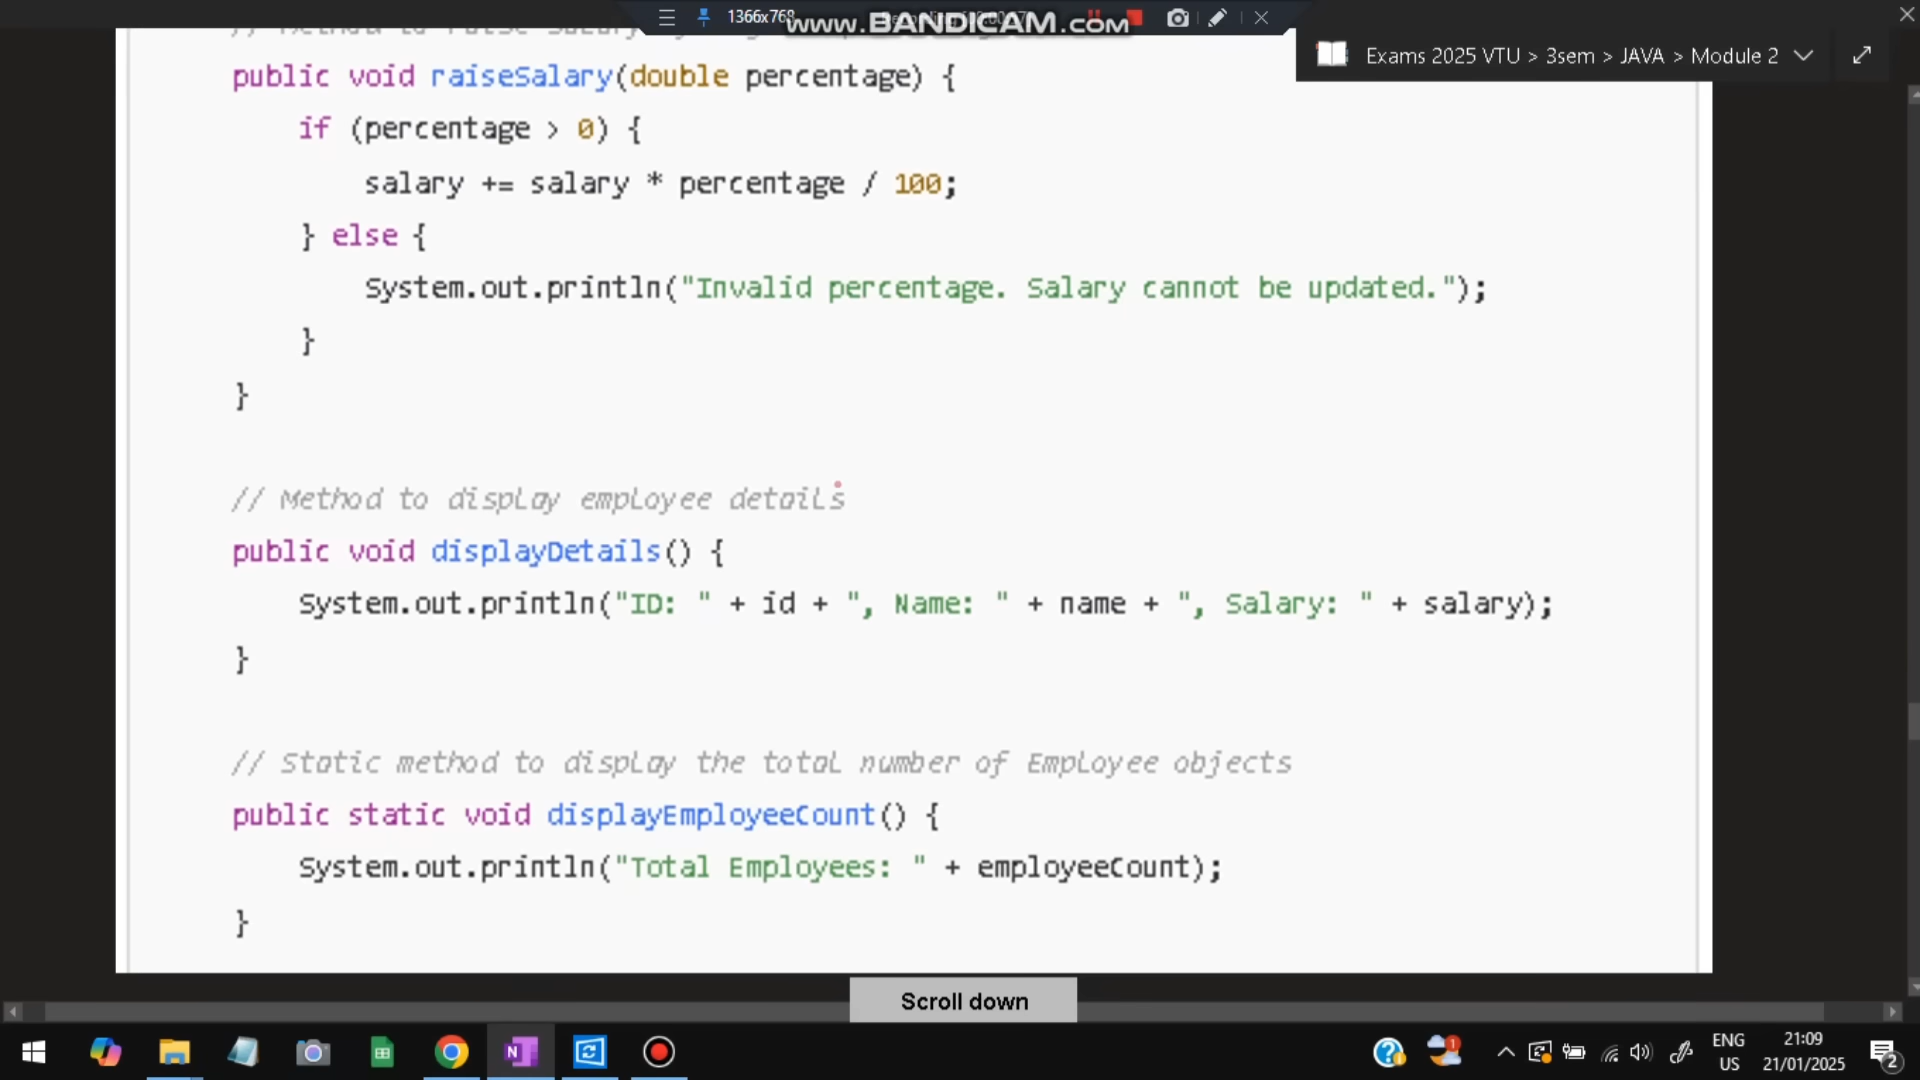 1366x768
www.BANDICAM.com
Exams 2025 VTU > 3sem > JAVA > Module 2
public void raiseSalary(double percentage) {
if (percentage > 0) {
salary += salary * percentage / 100;
} else {
System.out.println("Invalid percentage. Salary cannot be updated.");
}
}
// Method to display employee details
public void displayDetails() {
System.out.println("ID: " + id + ", Name: " + name + ", Salary: " + salary);
}
// Static method to display the total number of Employee objects
public static void displayEmployeeCount() {
System.out.println("Total Employees: " + employeeCount);
}
Scroll down
N
1
ENG
US
21:09
21/01/2025
2